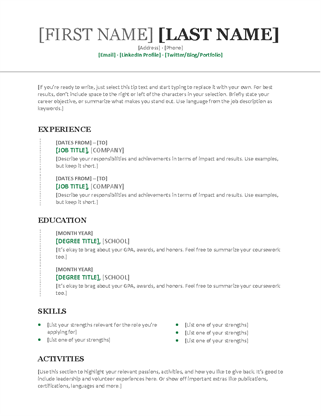 [FIRST NAME] [LAST NAME]
[Address] · [Phone]
[Email] · [LinkedIn Profile] · [Twitter/Blog/Portfolio]
[If you're ready to write, just select this tip text and start typing to replace it with your own. For best
results, don't include space to the right or left of the characters in your selection. Briefly state your
career objective, or summarize what makes you stand out. Use language from the job description as
keywords.]
EXPERIENCE
[DATES FROM] – [TO]
[JOB TITLE], [COMPANY]
[Describe your responsibilities and achievements in terms of impact and results. Use examples,
but keep it short.]
[DATES FROM] – [TO]
[JOB TITLE], [COMPANY]
[Describe your responsibilities and achievements in terms of impact and results. Use examples,
but keep it short.]
EDUCATION
[MONTH YEAR]
[DEGREE TITLE], [SCHOOL]
[It's okay to brag about your GPA, awards, and honors. Feel free to summarize your coursework
too.]
[MONTH YEAR]
[DEGREE TITLE], [SCHOOL]
[It's okay to brag about your GPA, awards, and honors. Feel free to summarize your coursework
too.]
SKILLS
[List your strengths relevant for the role you're
applying for]
[List one of your strengths]
[List one of your strengths]
[List one of your strengths]
[List one of your strengths]
ACTIVITIES
[Use this section to highlight your relevant passions, activities, and how you like to give back. It's good to
include leadership and volunteer experiences here. Or show off important extras like publications,
certifications, languages and more.]